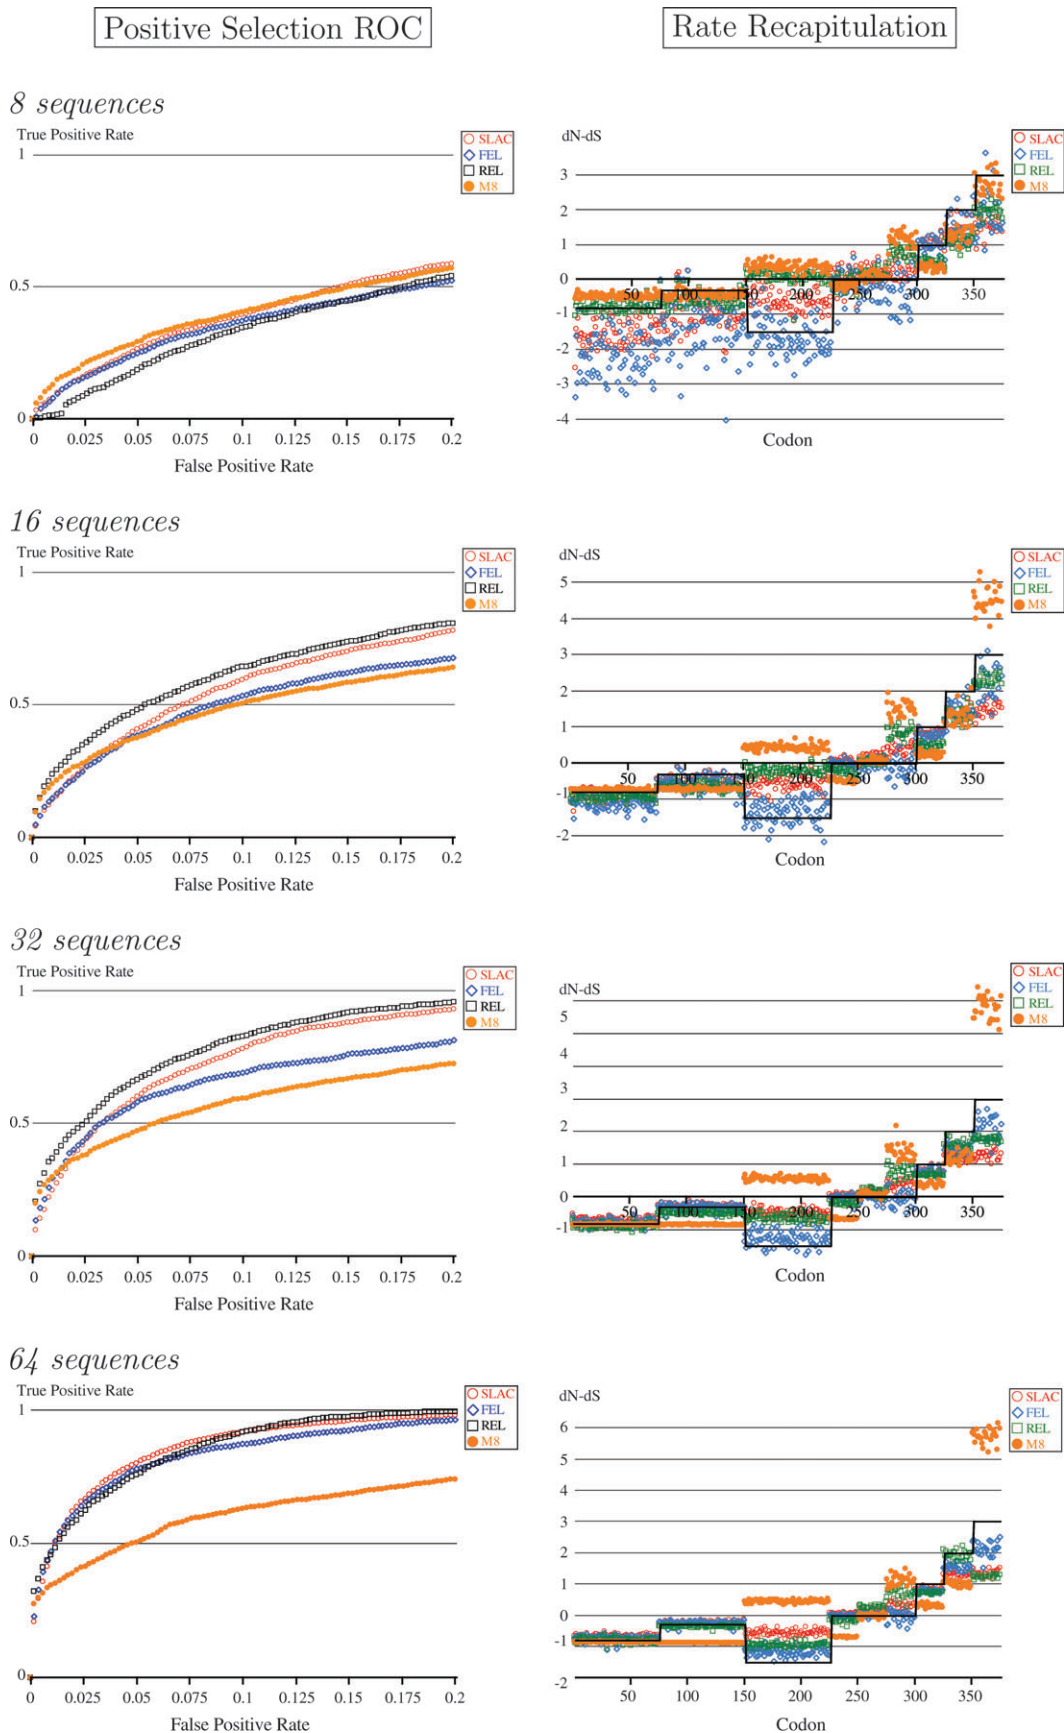 Positive Selection ROC
Rate Recapitulation
8 sequences
True Positive Rate
1
0.5
0
0 0.025 0.05 0.075 0.1 0.125 0.15 0.175 0.2
False Positive Rate
SLAC
FEL
REL
M8
dN-dS
3
2
1
0
-1
-2
-3
-4
50 100 150 200 250 300 350
Codon
SLAC
FEL
REL
M8
16 sequences
True Positive Rate
1
0.5
0
0 0.025 0.05 0.075 0.1 0.125 0.15 0.175 0.2
False Positive Rate
SLAC
FEL
REL
M8
dN-dS
5
4
3
2
1
0
-1
-2
50 100 150 200 250 300 350
Codon
SLAC
FEL
REL
M8
32 sequences
True Positive Rate
1
0.5
0
0 0.025 0.05 0.075 0.1 0.125 0.15 0.175 0.2
False Positive Rate
SLAC
FEL
REL
M8
dN-dS
5
4
3
2
1
0
-1
50 100 150 200 250 300 350
Codon
SLAC
FEL
REL
M8
64 sequences
True Positive Rate
1
0.5
0
0 0.025 0.05 0.075 0.1 0.125 0.15 0.175 0.2
False Positive Rate
SLAC
FEL
REL
M8
dN-dS
6
5
4
3
2
1
0
-1
-2
50 100 150 200 250 300 350
Codon
SLAC
FEL
REL
M8